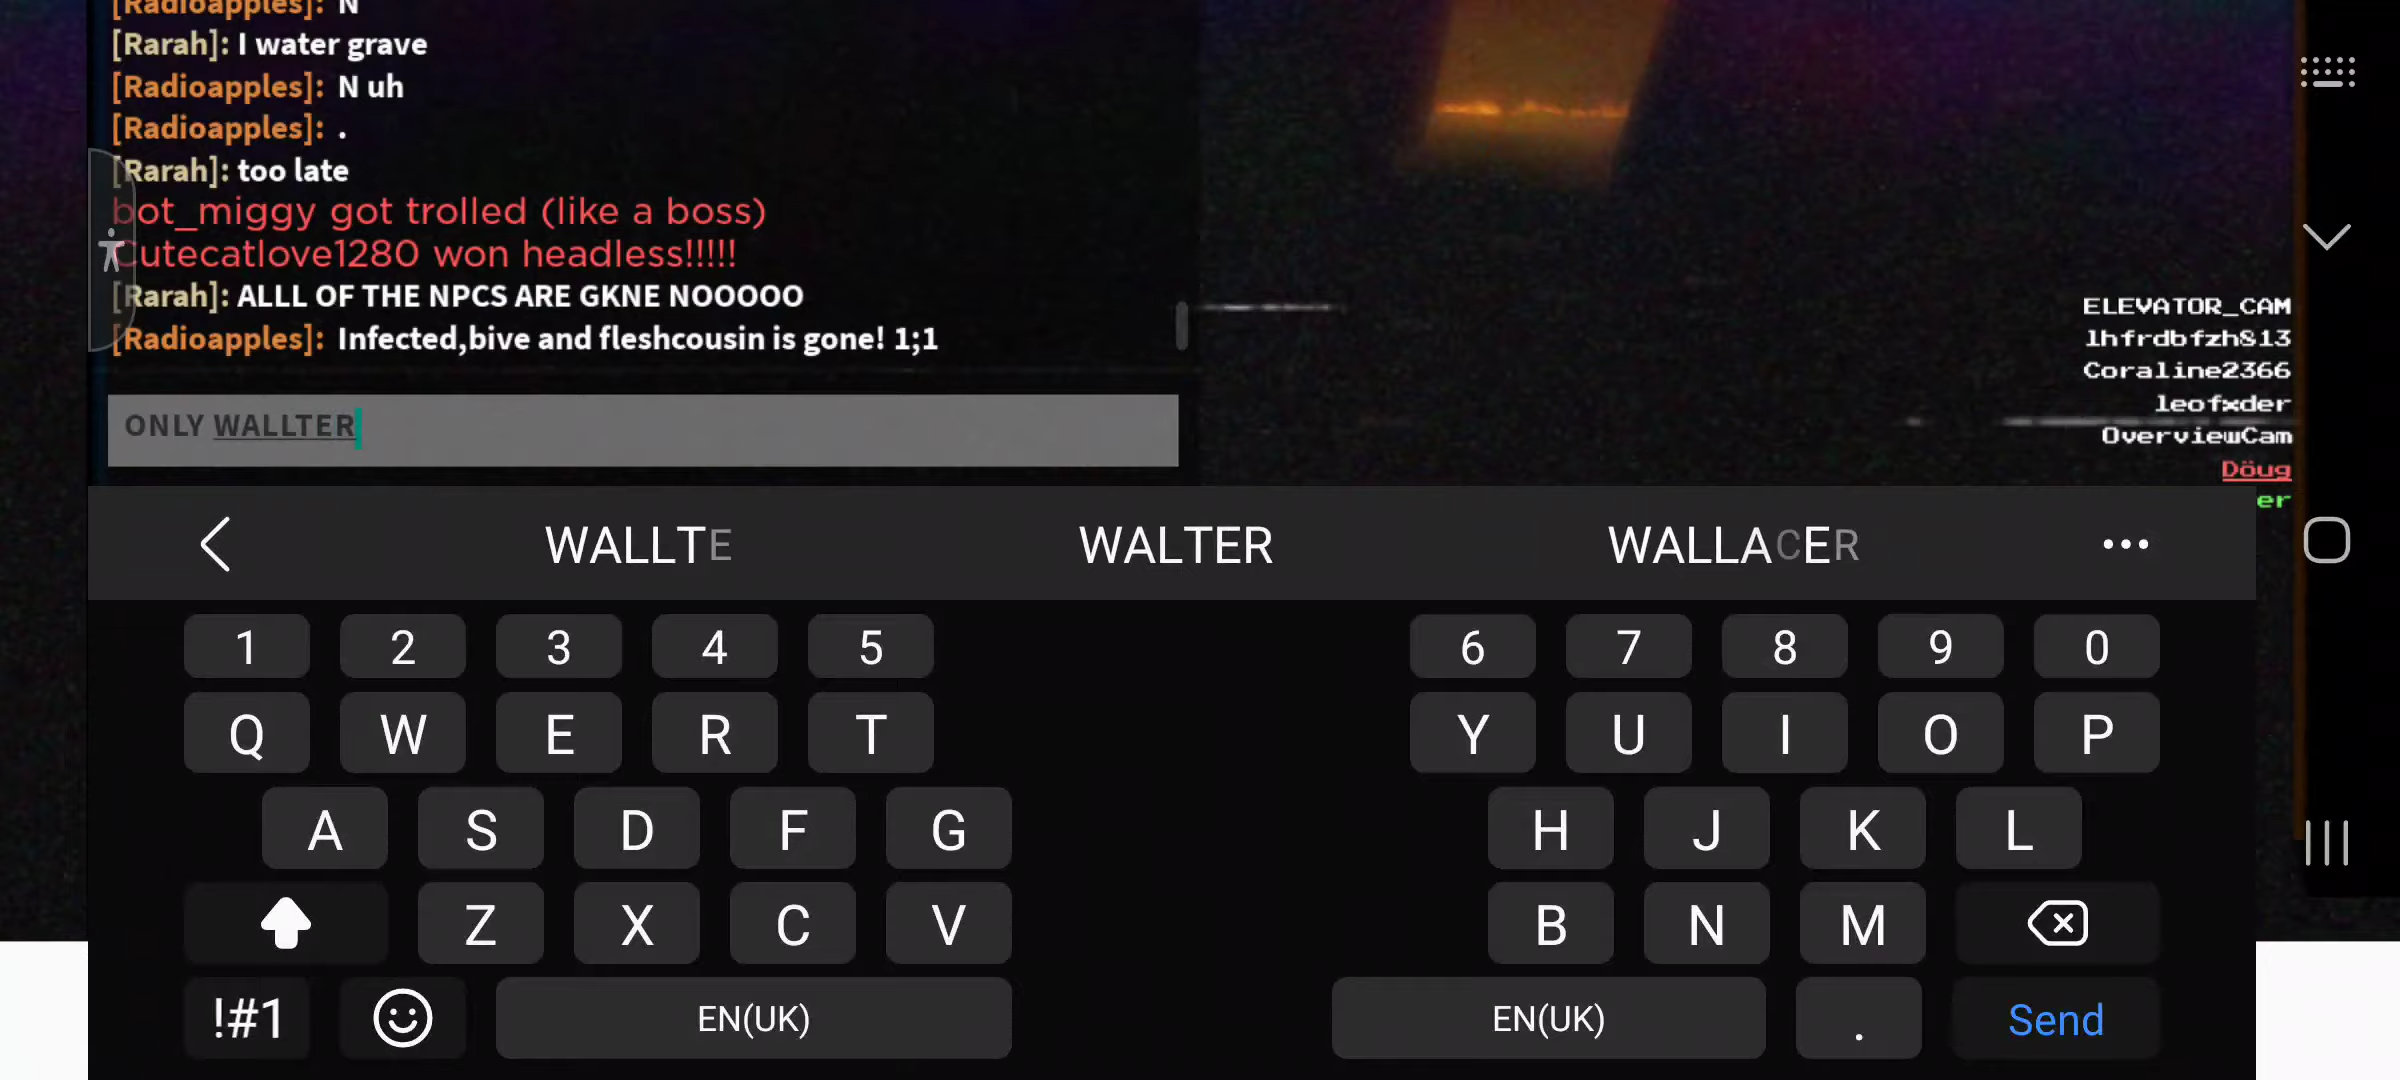 [Radioapples]: N
[Rarah]: I water grave
[Radioapples]: N uh
[Radioapples]: .
[Rarah]: too late
bot_miggy got trolled (like a boss)
Cutecatlove1280 won headless!!!!!
[Rarah]: ALLL OF THE NPCS ARE GKNE NOOOOO
[Radioapples]: Infected,bive and fleshcousin is gone! 1;1
ONLY WALLTER
ELEVATOR_CAM
lhfrdbfzh813
Coraline2366
leofxder
OverviewCam
Döug
er
WALLTE WALTER WALLACER
1 2 3 4 5 6 7 8 9 0
Q W E R T Y U I O P
A S D F G H J K L
Z X C V B N M
!#1 EN(UK) EN(UK) . Send